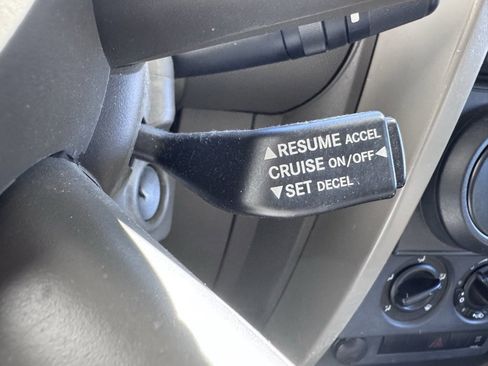 ▲RESUME ACCEL
CRUISE ON/OFF◀
▼SET DECEL